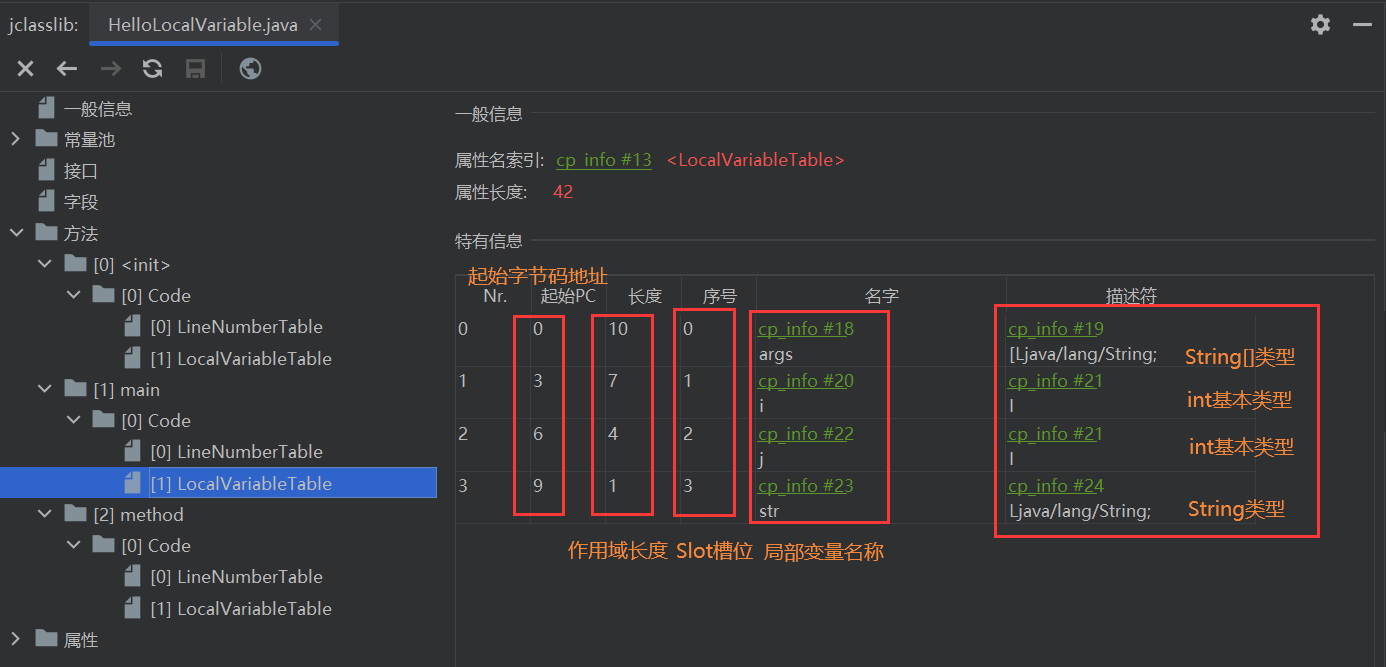 jclasslib: HelloLocalVariable.java
一般信息
常量池
接口
字段
方法
[0] <init>
[0] Code
[0] LineNumberTable
[1] LocalVariableTable
[1] main
[0] Code
[0] LineNumberTable
[1] LocalVariableTable
[2] method
[0] Code
[0] LineNumberTable
[1] LocalVariableTable
属性
一般信息
属性名索引: cp_info #13 <LocalVariableTable>
属性长度: 42
特有信息
起始字节码地址
Nr. 起始PC 长度 序号 名字 描述符
0 0 10 0 cp_info #18 cp_info #19
args [Ljava/lang/String; String[]类型
1 3 7 1 cp_info #20 cp_info #21
i I int基本类型
2 6 4 2 cp_info #22 cp_info #21
j I int基本类型
3 9 1 3 cp_info #23 cp_info #24
str Ljava/lang/String; String类型
作用域长度 Slot槽位 局部变量名称